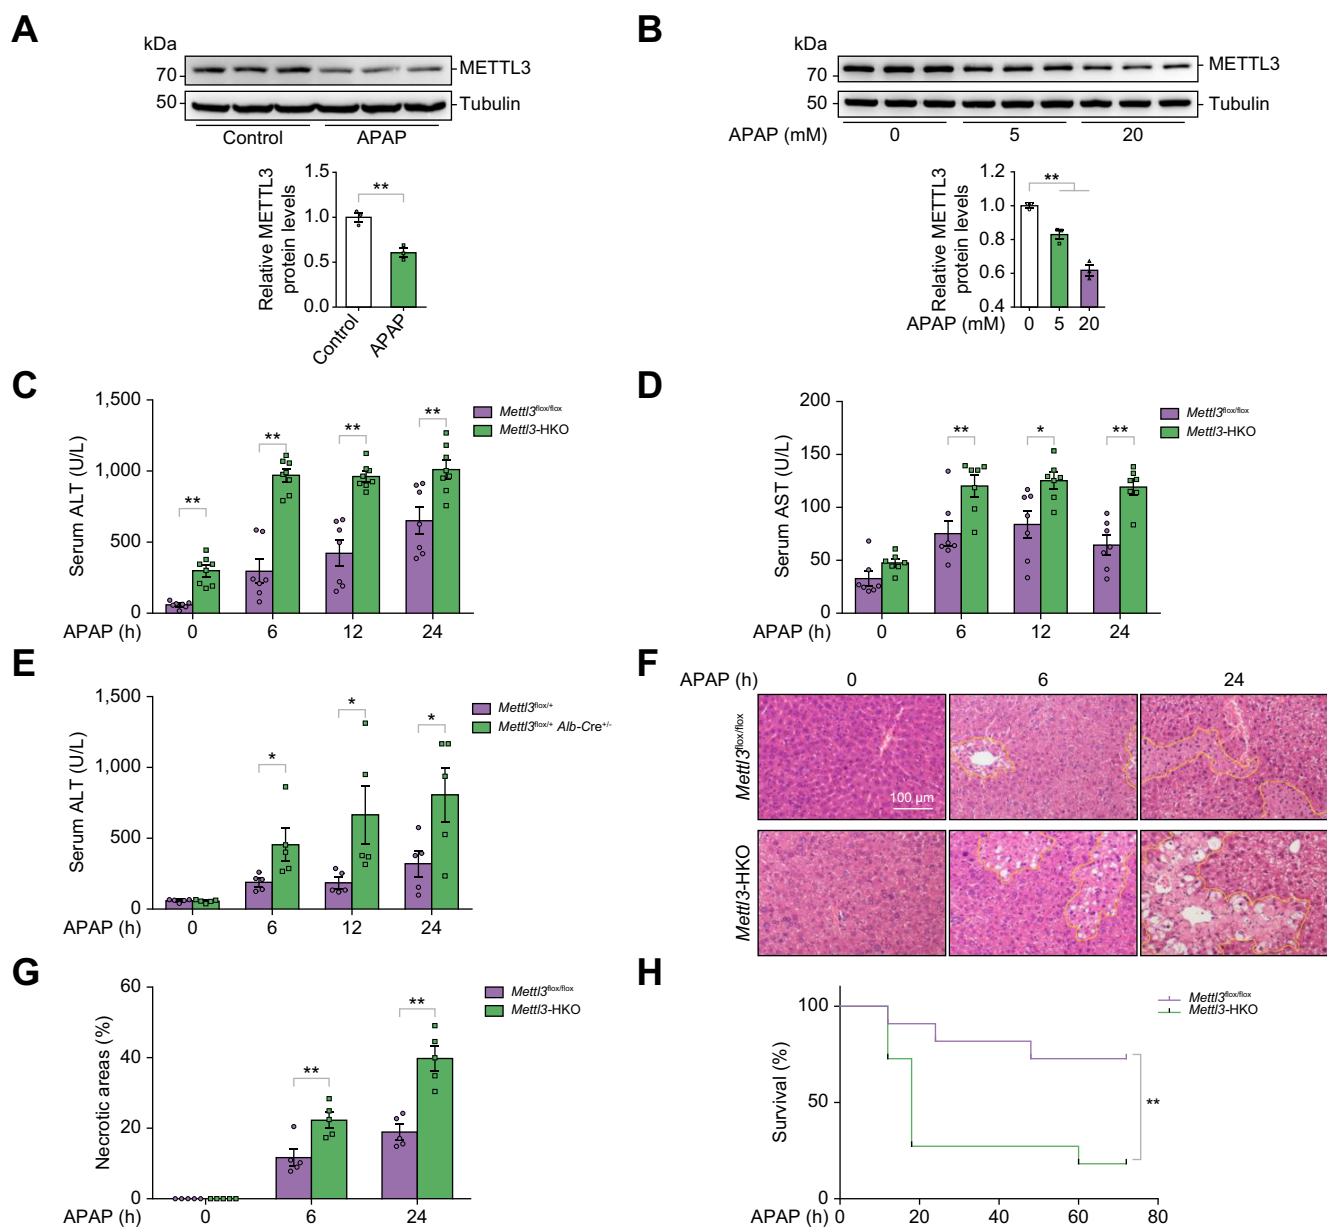 A
kDa
70
METTL3
50
Tubulin
Control
APAP
Relative METTL3
protein levels
1.5
1.0
0.5
0.0
**
Control
APAP
B
kDa
70
METTL3
50
Tubulin
APAP (mM)
0
5
20
Relative METTL3
protein levels
1.2
1.0
0.8
0.6
0.4
**
APAP (mM)
0
5
20
C
Serum ALT (U/L)
1,500
1,000
500
0
**
**
**
**
Mettl3flox/flox
Mettl3-HKO
APAP (h)
0
6
12
24
D
Serum AST (U/L)
200
150
100
50
0
**
*
**
Mettl3flox/flox
Mettl3-HKO
APAP (h)
0
6
12
24
E
Serum ALT (U/L)
1,500
1,000
500
0
*
*
*
Mettl3flox/+
Mettl3flox/+ Alb-Cre+/-
APAP (h)
0
6
12
24
F
APAP (h)
0
6
24
Mettl3flox/flox
100 μm
Mettl3-HKO
G
Necrotic areas (%)
60
40
20
0
**
**
Mettl3flox/flox
Mettl3-HKO
APAP (h)
0
6
24
H
Survival (%)
100
50
0
Mettl3flox/flox
Mettl3-HKO
**
APAP (h)
0
20
40
60
80